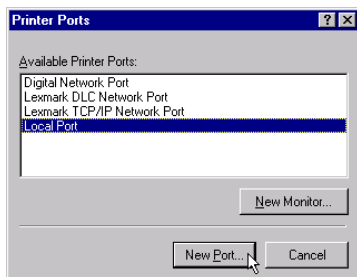 Printer Ports
Available Printer Ports:
Digital Network Port
Lexmark DLC Network Port
Lexmark TCP/IP Network Port
Local Port
New Monitor...
New Port...
Cancel